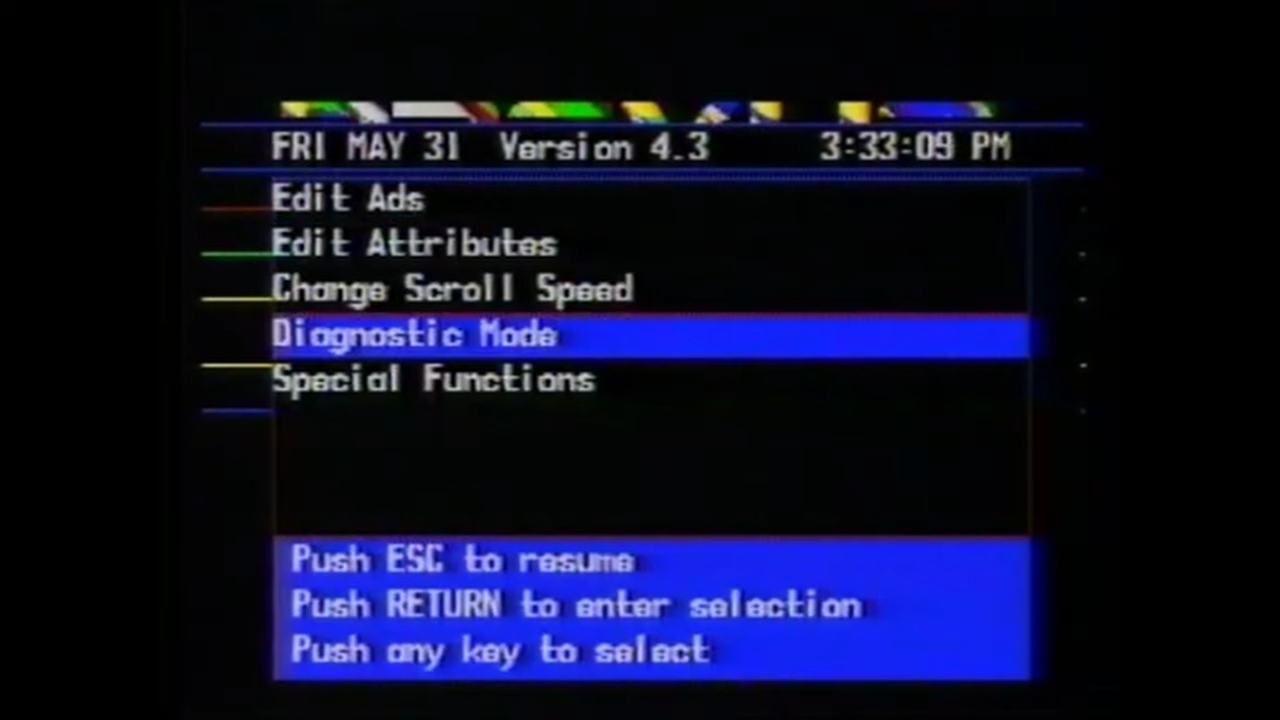 FRI MAY 31 Version 4.3 3:33:09 PM
Edit Ads
Edit Attributes
Change Scroll Speed
Diagnostic Mode
Special Functions
Push ESC to resume
Push RETURN to enter selection
Push any key to select